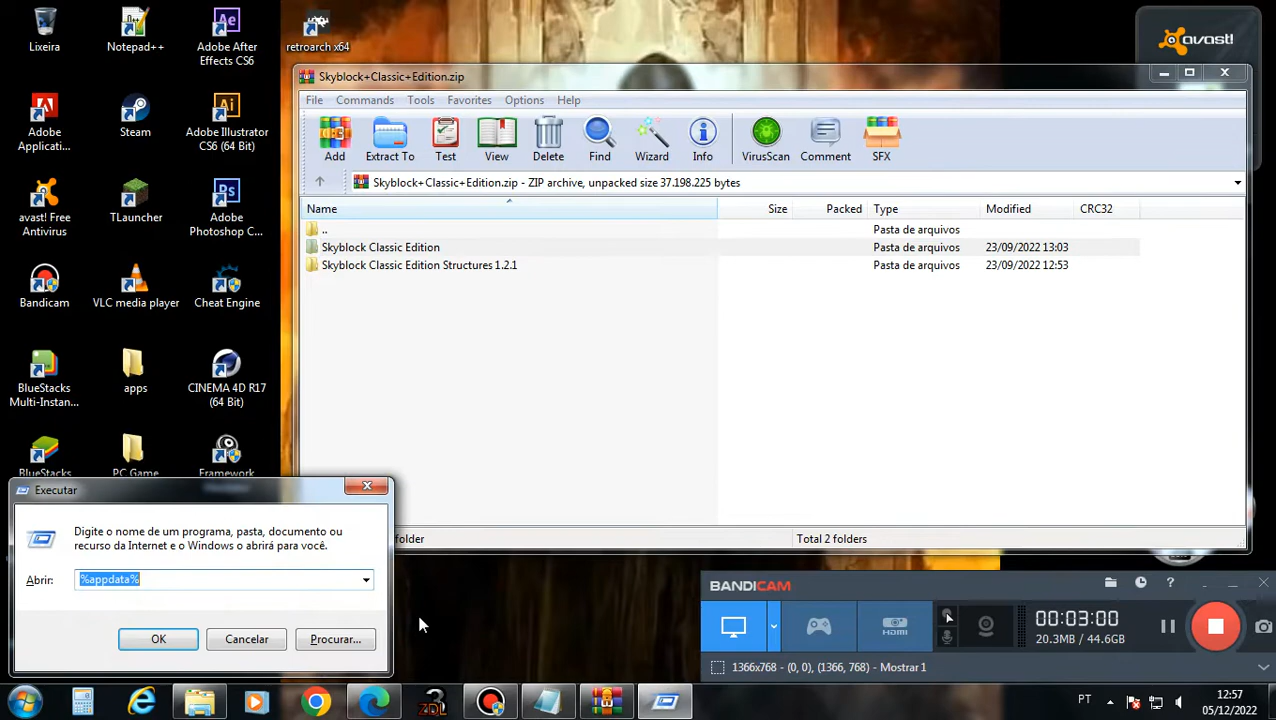 Lixeira
Notepad++
Adobe After
Effects CS6
retroarch x64
Adobe
Applicati...
Steam
Adobe Illustrator
CS6 (64 Bit)
avast! Free
Antivirus
TLauncher
Adobe
Photoshop C...
Bandicam
VLC media player
Cheat Engine
BlueStacks
Multi-Instan...
apps
CINEMA 4D R17
(64 Bit)
BlueStacks
PC Game
Framework
avast!
Skyblock+Classic+Edition.zip
File Commands Tools Favorites Options Help
Add Extract To Test View Delete Find Wizard Info VirusScan Comment SFX
Skyblock+Classic+Edition.zip - ZIP archive, unpacked size 37.198.225 bytes
Name Size Packed Type Modified CRC32
.. Pasta de arquivos
Skyblock Classic Edition Pasta de arquivos 23/09/2022 13:03
Skyblock Classic Edition Structures 1.2.1 Pasta de arquivos 23/09/2022 12:53
folder Total 2 folders
Executar
Digite o nome de um programa, pasta, documento ou
recurso da Internet e o Windows o abrirá para você.
Abrir: %appdata%
OK Cancelar Procurar...
BANDICAM
HDMI
00:03:00
20.3MB / 44.6GB
1366x768 - (0, 0), (1366, 768) - Mostrar 1
3DL
PT
12:57
05/12/2022